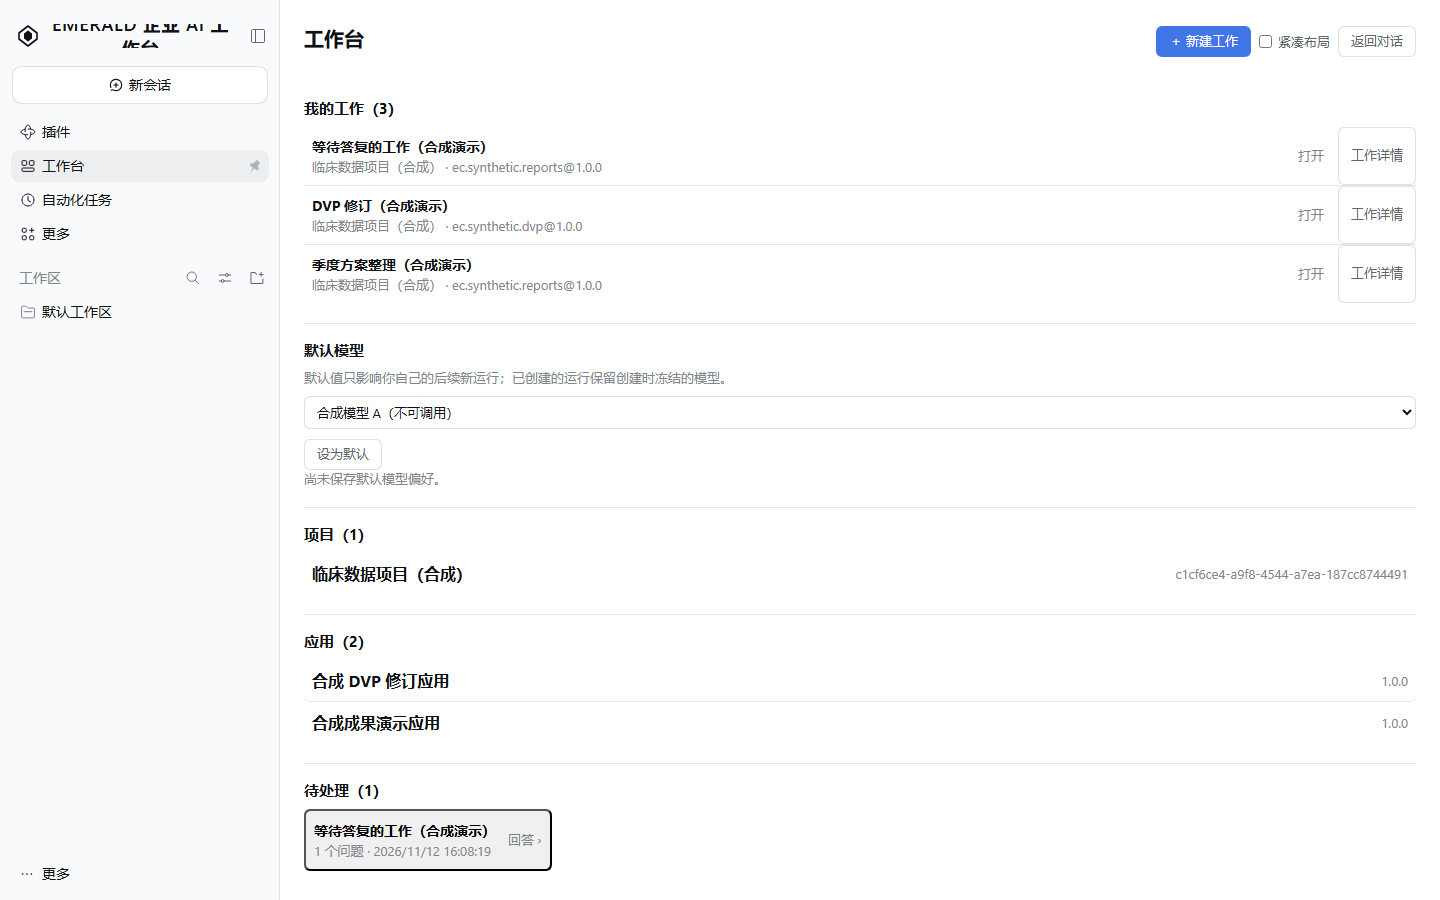 EMERALD 企业 AI 工
作台
新会话
插件
工作台
自动化任务
更多
工作区
默认工作区
更多
工作台
+ 新建工作
紧凑布局
返回对话
我的工作（3）
等待答复的工作（合成演示）
临床数据项目（合成） · ec.synthetic.reports@1.0.0
打开
工作详情
DVP 修订（合成演示）
临床数据项目（合成） · ec.synthetic.dvp@1.0.0
打开
工作详情
季度方案整理（合成演示）
临床数据项目（合成） · ec.synthetic.reports@1.0.0
打开
工作详情
默认模型
默认值只影响你自己的后续新运行；已创建的运行保留创建时冻结的模型。
合成模型 A（不可调用）
设为默认
尚未保存默认模型偏好。
项目（1）
临床数据项目（合成）
c1cf6ce4-a9f8-4544-a7ea-187cc8744491
应用（2）
合成 DVP 修订应用
1.0.0
合成成果演示应用
1.0.0
待处理（1）
等待答复的工作（合成演示）
1 个问题 · 2026/11/12 16:08:19
回答 ›